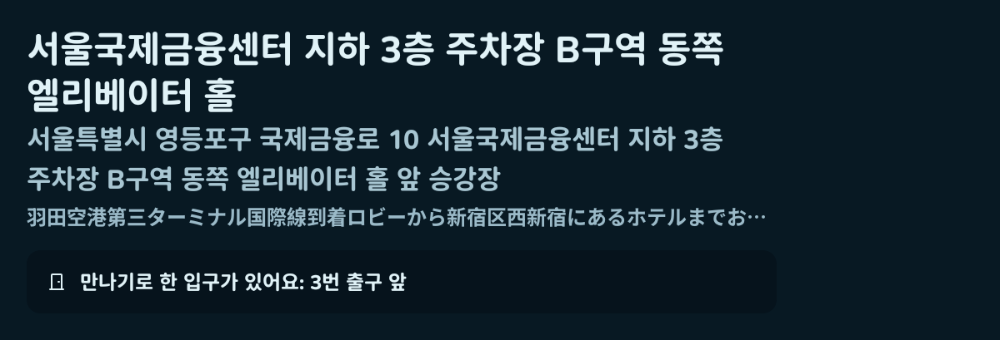 서울국제금융센터 지하 3층 주차장 B구역 동쪽
엘리베이터 홀
서울특별시 영등포구 국제금융로 10 서울국제금융센터 지하 3층
주차장 B구역 동쪽 엘리베이터 홀 앞 승강장
羽田空港第三ターミナル国際線到着ロビーから新宿区西新宿にあるホテルまでお…
만나기로 한 입구가 있어요: 3번 출구 앞